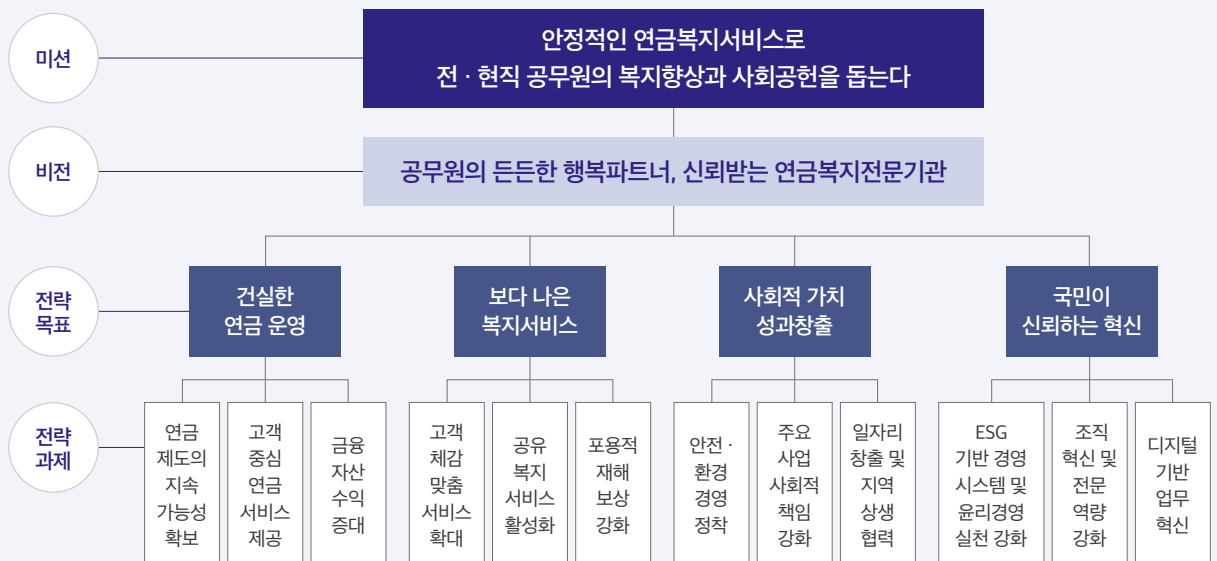 미션
안정적인 연금복지서비스로
전 · 현직 공무원의 복지향상과 사회공헌을 돕는다
비전
공무원의 든든한 행복파트너, 신뢰받는 연금복지전문기관
전략
목표
건실한
연금 운영
보다 나은
복지서비스
사회적 가치
성과창출
국민이
신뢰하는 혁신
전략
과제
연금
제도의
지속
가능성
확보
고객
중심
연금
서비스
제공
금융
자산
수익
증대
고객
체감
맞춤
서비스
확대
공유
복지
서비스
활성화
포용적
재해
보상
강화
안전 ·
환경
경영
정착
주요
사업
사회적
책임
강화
일자리
창출 및
지역
상생
협력
ESG
기반 경영
시스템 및
윤리경영
실천 강화
조직
혁신 및
전문
역량
강화
디지털
기반
업무
혁신